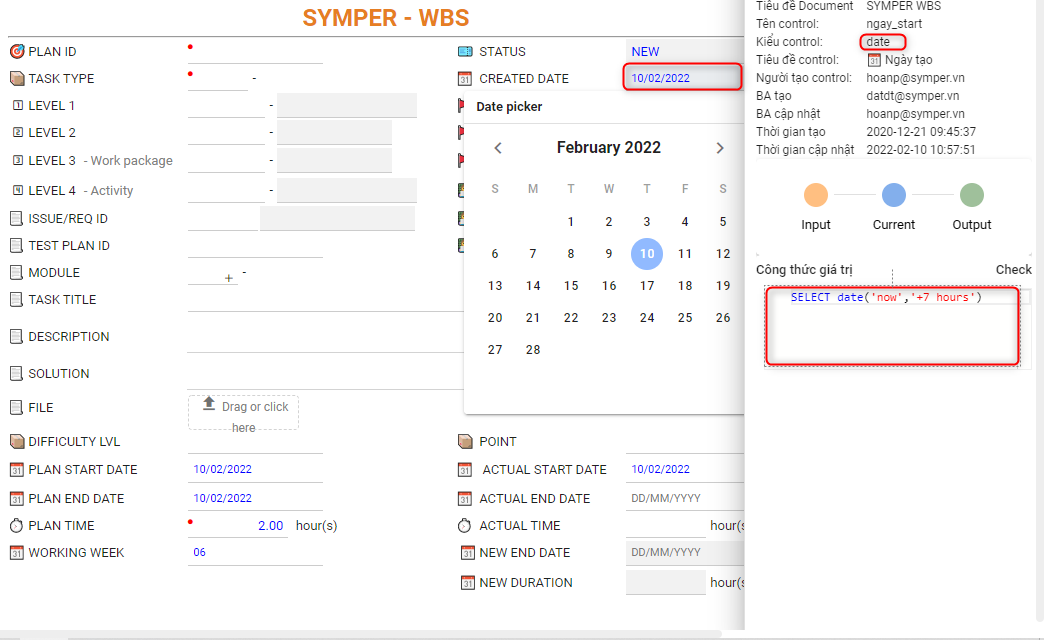 SYMPER - WBS
PLAN ID
STATUS
NEW
TASK TYPE
-
CREATED DATE
10/02/2022
LEVEL 1
-
LEVEL 2
-
LEVEL 3 - Work package
-
LEVEL 4 - Activity
-
ISSUE/REQ ID
TEST PLAN ID
MODULE
-
TASK TITLE
DESCRIPTION
SOLUTION
FILE
Drag or click
here
DIFFICULTY LVL
POINT
PLAN START DATE
10/02/2022
ACTUAL START DATE
10/02/2022
PLAN END DATE
10/02/2022
ACTUAL END DATE
DD/MM/YYYY
PLAN TIME
2.00 hour(s)
ACTUAL TIME
hour(s
WORKING WEEK
06
NEW END DATE
DD/MM/YYYY
NEW DURATION
hour(s
Date picker
February 2022
S M T W T F S
1 2 3 4 5
6 7 8 9 10 11 12
13 14 15 16 17 18 19
20 21 22 23 24 25 26
27 28
Tiêu đề Document SYMPER WBS
Tên control: ngay_start
Kiểu control: date
Tiêu đề control: 31 Ngày tạo
Người tạo control: hoanp@symper.vn
BA tạo datdt@symper.vn
BA cập nhật hoanp@symper.vn
Thời gian tạo 2020-12-21 09:45:37
Thời gian cập nhật 2022-02-10 10:57:51
Input Current Output
Công thức giá trị Check
SELECT date('now','+7 hours')